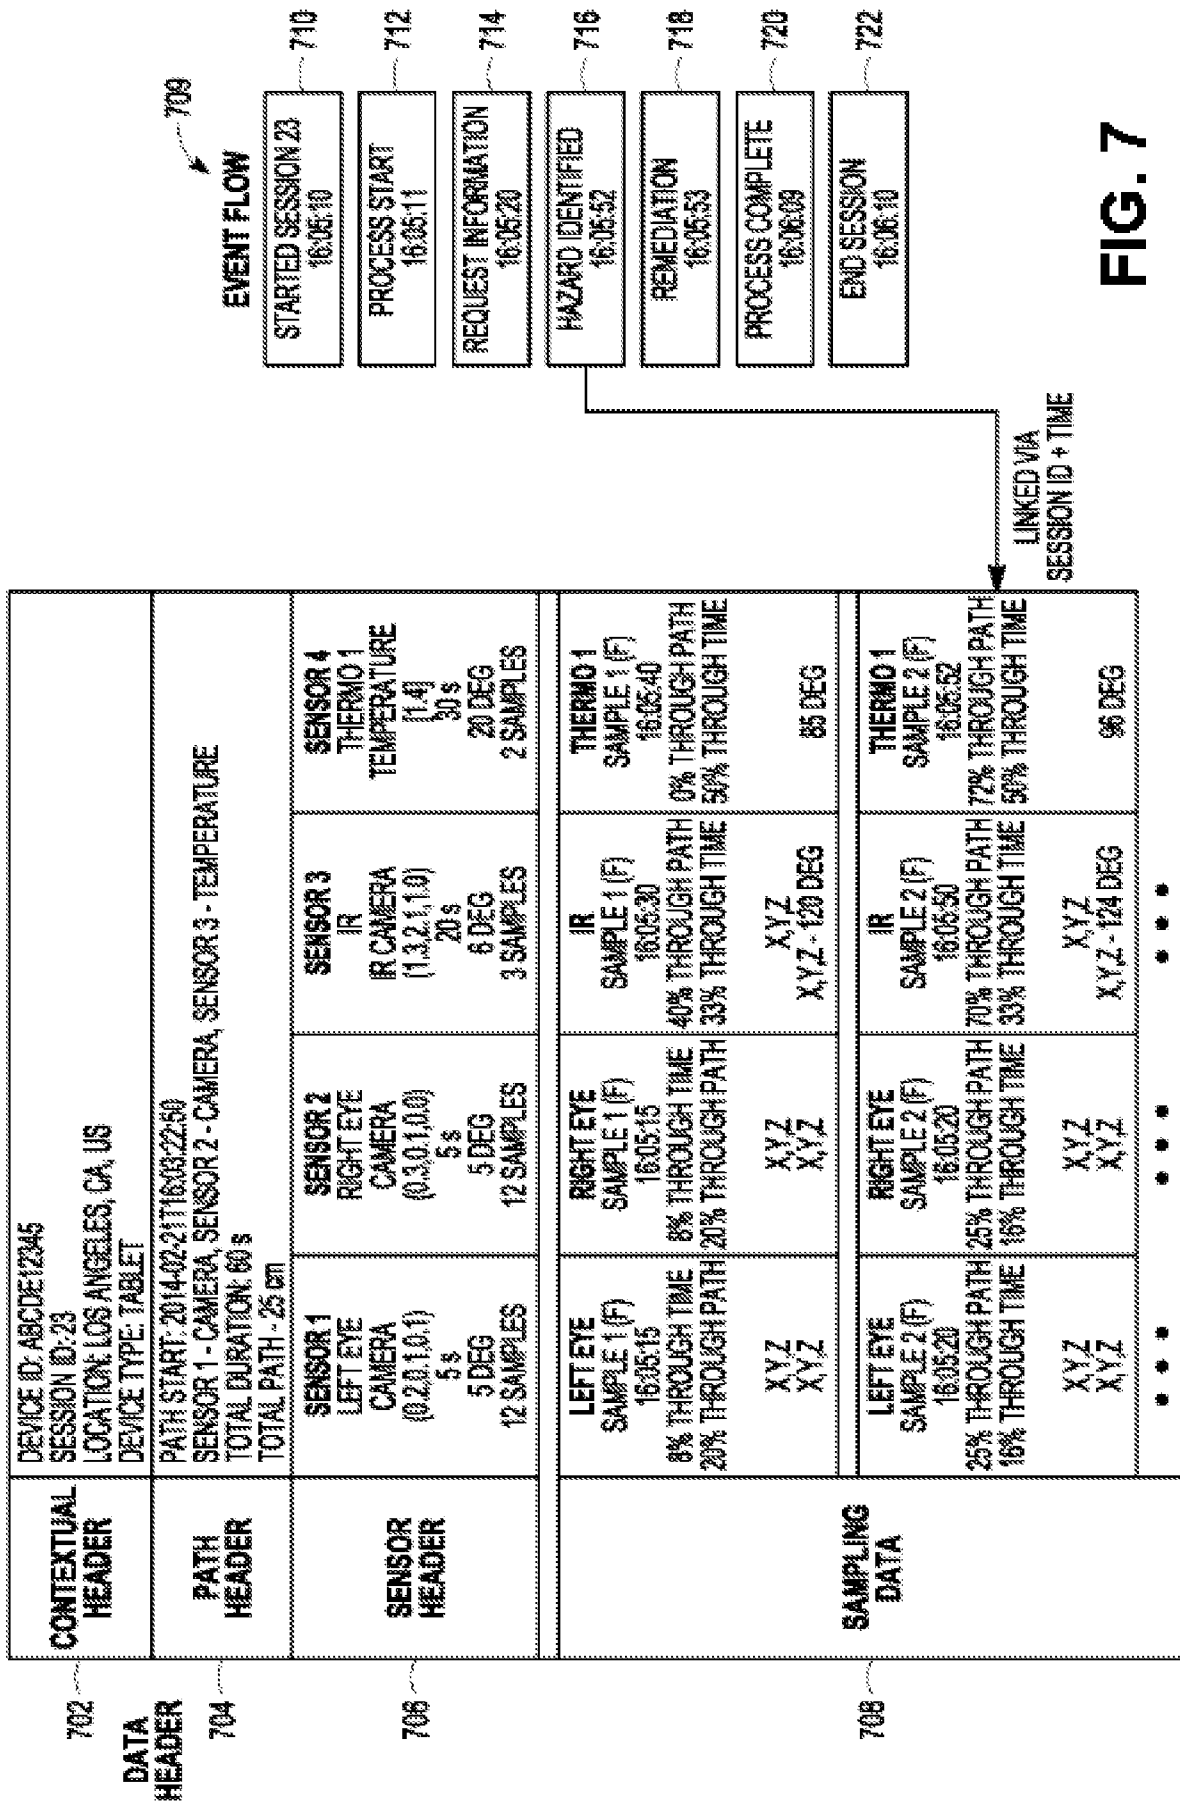 DATA
HEADER
702
CONTEXTUAL
HEADER
DEVICE ID: ABCDE12345
SESSION ID: 23
LOCATION: LOS ANGELES, CA, US
DEVICE TYPE: TABLET
704
PATH
HEADER
PATH START: 2014-02-21T16:03:22:50
SENSOR 1 - CAMERA, SENSOR 2 - CAMERA, SENSOR 3 - TEMPERATURE
TOTAL DURATION: 60 s
TOTAL PATH ~25 cm
706
SENSOR
HEADER
SENSOR 1
LEFT EYE
CAMERA
(0.2,0.1,0.1)
5 s
5 DEG
12 SAMPLES
SENSOR 2
RIGHT EYE
CAMERA
(0.3,0.1,0.0)
5 s
5 DEG
12 SAMPLES
SENSOR 3
IR
IR CAMERA
(1.3,2.1,1.0)
20 s
6 DEG
3 SAMPLES
SENSOR 4
THERMO 1
TEMPERATURE
[1.4]
30 s
20 DEG
2 SAMPLES
708
SAMPLING
DATA
LEFT EYE
SAMPLE 1 (F)
16:05:15
8% THROUGH TIME
20% THROUGH PATH
X,Y,Z
X,Y,Z
RIGHT EYE
SAMPLE 1 (F)
16:05:15
8% THROUGH TIME
20% THROUGH PATH
X,Y,Z
X,Y,Z
IR
SAMPLE 1 (F)
16:05:30
40% THROUGH PATH
33% THROUGH TIME
X,Y,Z
X,Y,Z - 120 DEG
THERMO 1
SAMPLE 1 (F)
16:05:40
0% THROUGH PATH
50% THROUGH TIME
85 DEG
LEFT EYE
SAMPLE 2 (F)
16:05:20
25% THROUGH PATH
16% THROUGH TIME
X,Y,Z
X,Y,Z
RIGHT EYE
SAMPLE 2 (F)
16:05:20
25% THROUGH PATH
16% THROUGH TIME
X,Y,Z
X,Y,Z
IR
SAMPLE 2 (F)
16:05:50
70% THROUGH PATH
33% THROUGH TIME
X,Y,Z
X,Y,Z - 124 DEG
THERMO 1
SAMPLE 2 (F)
16:05:52
72% THROUGH PATH
50% THROUGH TIME
96 DEG
LINKED VIA
SESSION ID + TIME
709
EVENT FLOW
STARTED SESSION 23
16:05:10
710
PROCESS START
16:05:11
712
REQUEST INFORMATION
16:05:20
714
HAZARD IDENTIFIED
16:05:52
716
REMEDIATION
16:05:53
718
PROCESS COMPLETE
16:06:09
720
END SESSION
16:06:10
722
FIG. 7